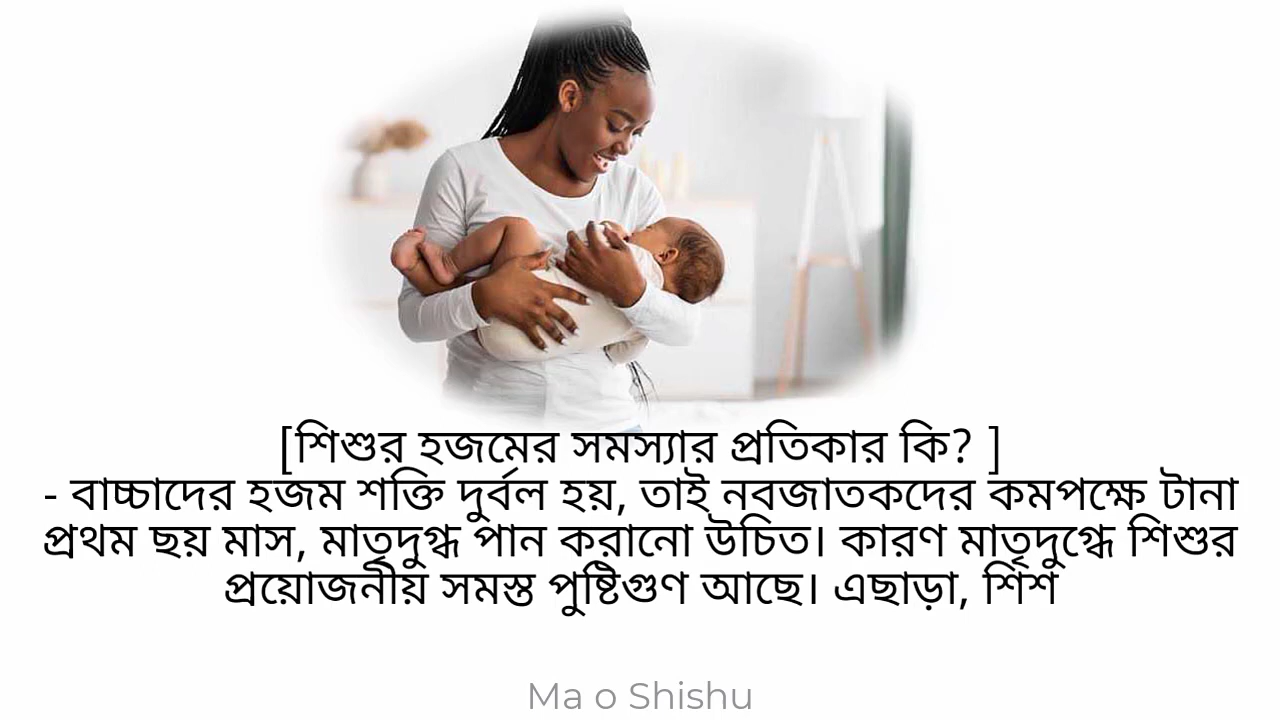 [শিশুর হজমের সমস্যার প্রতিকার কি? ]
- বাচ্চাদের হজম শক্তি দুর্বল হয়, তাই নবজাতকদের কমপক্ষে টানা
প্রথম ছয় মাস, মাতৃদুগ্ধ পান করানো উচিত। কারণ মাতৃদুগ্ধে শিশুর
প্রয়োজনীয় সমস্ত পুষ্টিগুণ আছে। এছাড়া, শিশ
Ma o Shishu